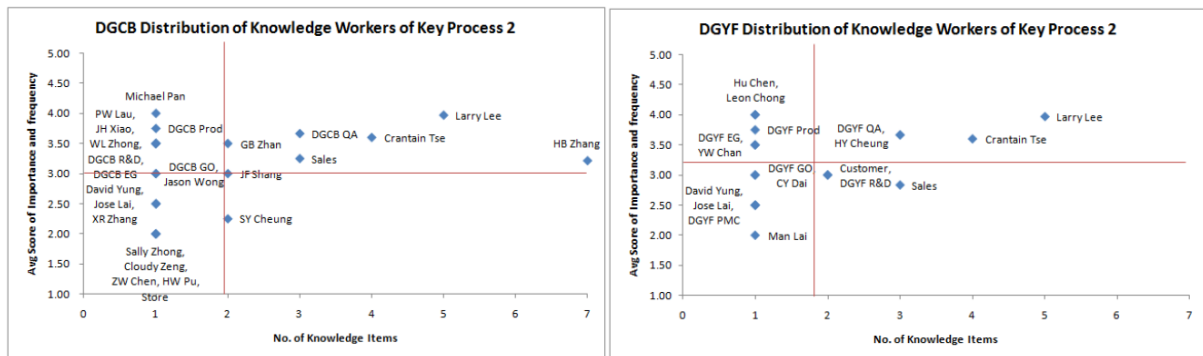 DGCB Distribution of Knowledge Workers of Key Process 2
Avg Score of Importance and frequency
5.00
4.50
4.00
3.50
3.00
2.50
2.00
1.50
1.00
Michael Pan
PW Lau,
JH Xiao,
WL Zhong,
DGCB R&D,
DGCB EG
DGCB Prod
DGCB GO,
Jason Wong
David Yung,
Jose Lai,
XR Zhang
Sally Zhong,
Cloudy Zeng,
ZW Chen, HW Pu,
Store
GB Zhan
JF Shang
SY Cheung
DGCB QA
Sales
Crantain Tse
Larry Lee
HB Zhang
0 1 2 3 4 5 6 7
No. of Knowledge Items
DGYF Distribution of Knowledge Workers of Key Process 2
Avg Score of Importance and frequency
5.00
4.50
4.00
3.50
3.00
2.50
2.00
1.50
1.00
Hu Chen,
Leon Chong
DGYF Prod
DGYF EG,
YW Chan
DGYF GO,
CY Dai
David Yung,
Jose Lai,
DGYF PMC
Man Lai
DGYF QA,
HY Cheung
Customer,
DGYF R&D
Sales
Crantain Tse
Larry Lee
0 1 2 3 4 5 6 7
No. of Knowledge Items